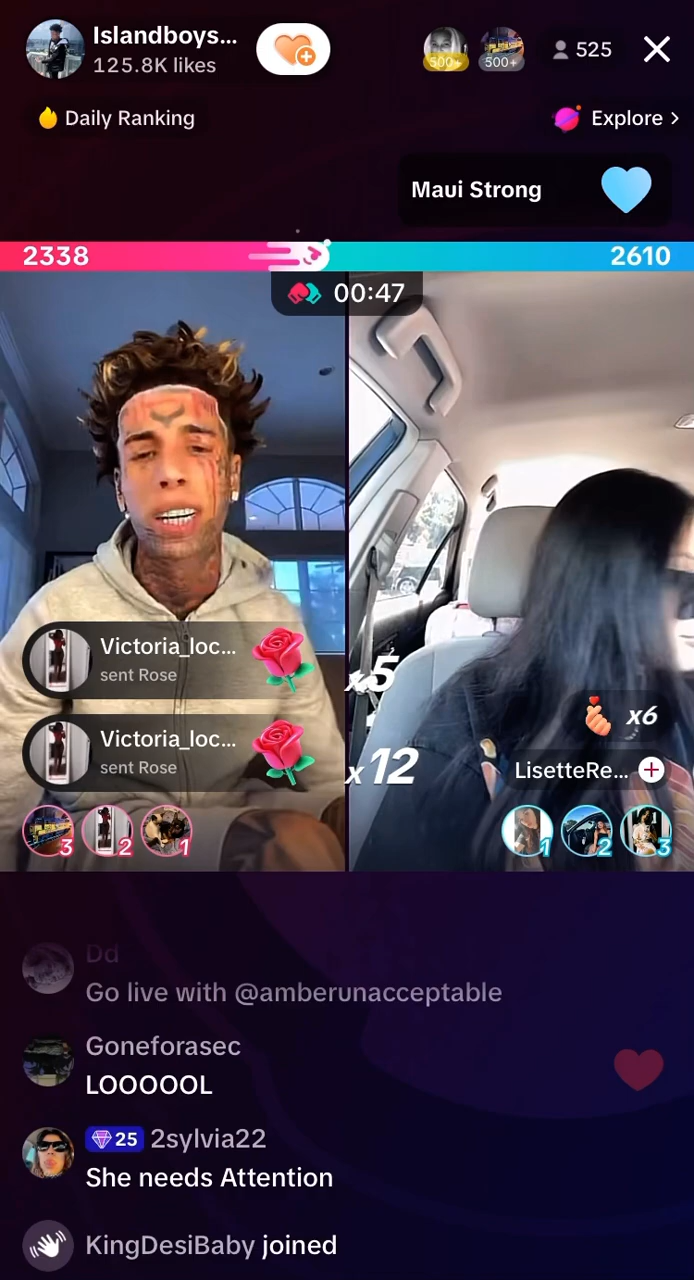 Islandboys...
125.8K likes
500+
500+
525
Daily Ranking
Explore >
Maui Strong
2338
2610
00:47
Victoria_loc...
sent Rose
x5
Victoria_loc...
sent Rose
x12
x6
LisetteRe...
3
2
1
1
2
3
Dd
Go live with @amberunacceptable
Goneforasec
LOOOOOL
25 2sylvia22
She needs Attention
KingDesiBaby joined